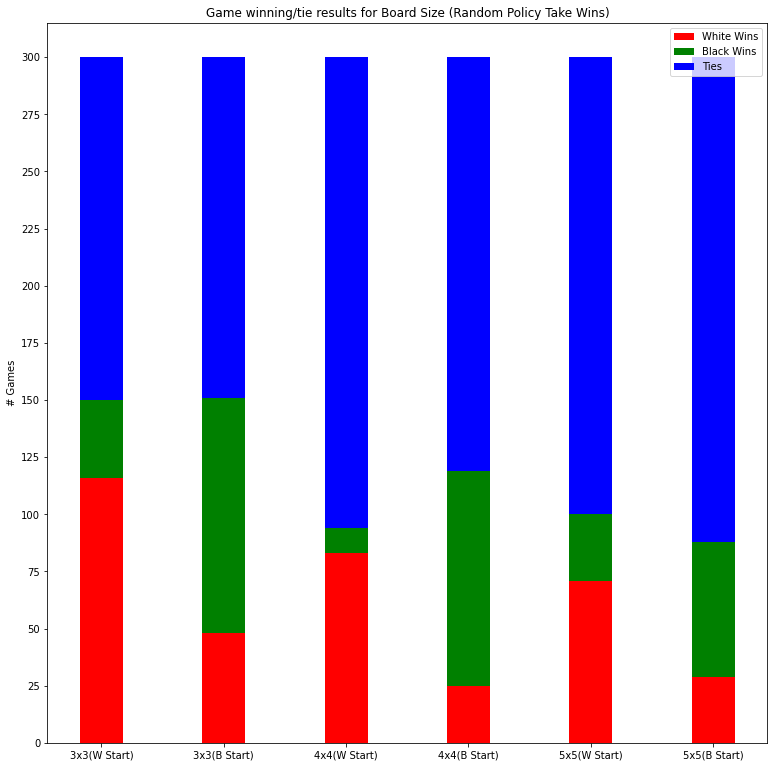 Game winning/tie results for Board Size (Random Policy Take Wins)
White Wins
Black Wins
Ties
300
275
250
225
200
175
150
125
100
75
50
25
0
# Games
3x3(W Start) 3x3(B Start) 4x4(W Start) 4x4(B Start) 5x5(W Start) 5x5(B Start)